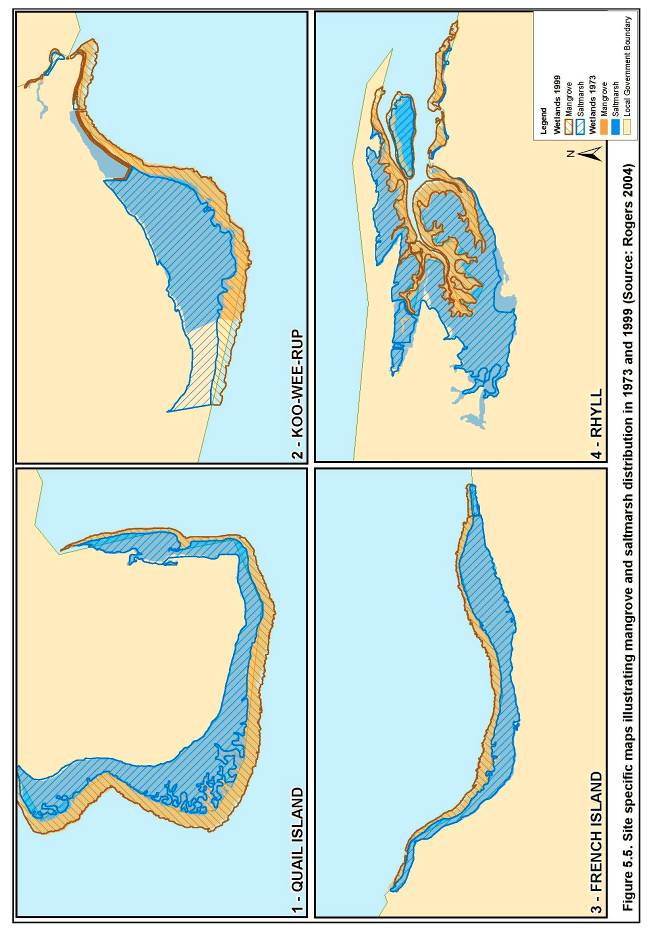 1 - QUAIL ISLAND
2 - KOO-WEE-RUP
3 - FRENCH ISLAND
4 - RHYLL
N
Legend
Wetlands 1999
Mangrove
Saltmarsh
Wetlands 1973
Mangrove
Saltmarsh
Local Government Boundary
Figure 5.5. Site specific maps illustrating mangrove and saltmarsh distribution in 1973 and 1999 (Source: Rogers 2004)